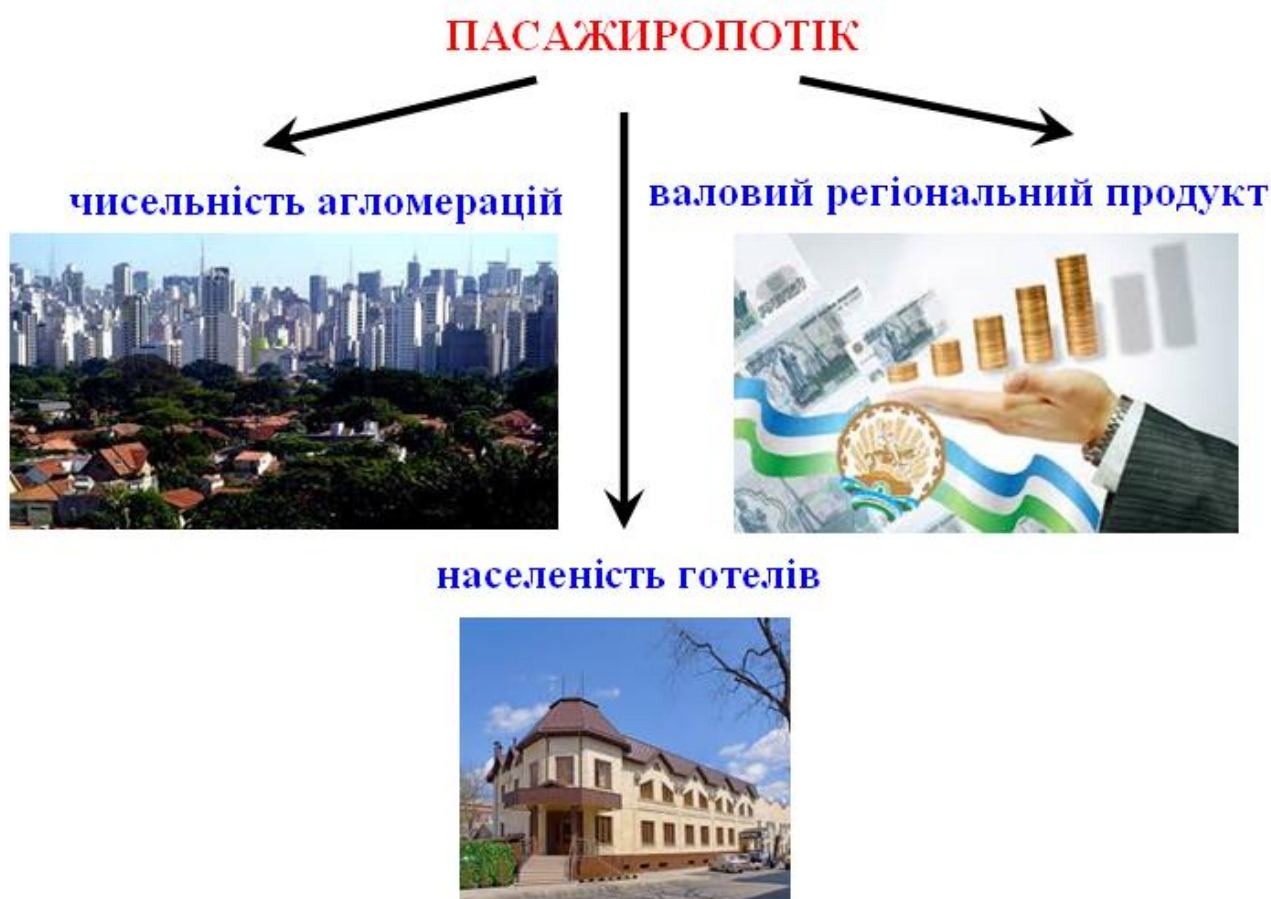 ПАСАЖИРОПОТІК
чисельність агломерацій
валовий регіональний продукт
населеність готелів